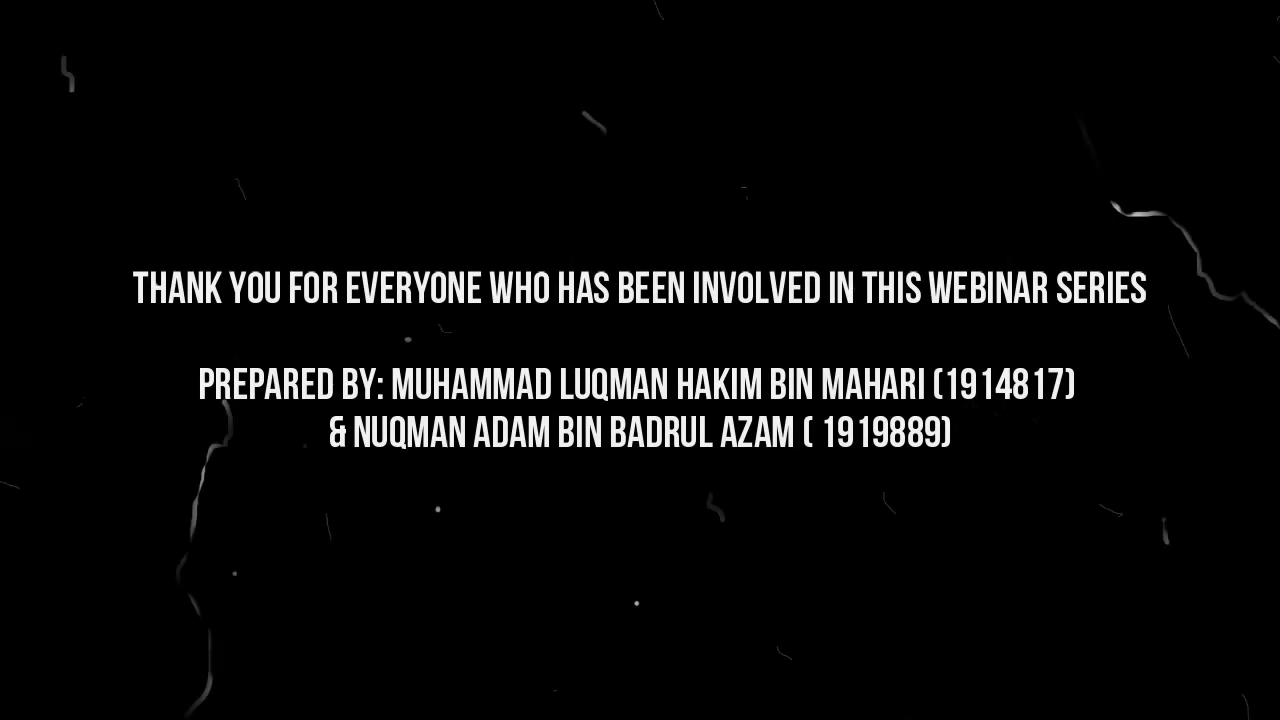 THANK YOU FOR EVERYONE WHO HAS BEEN INVOLVED IN THIS WEBINAR SERIES
PREPARED BY: MUHAMMAD LUQMAN HAKIM BIN MAHARI (1914817)
& NUQMAN ADAM BIN BADRUL AZAM ( 1919889)